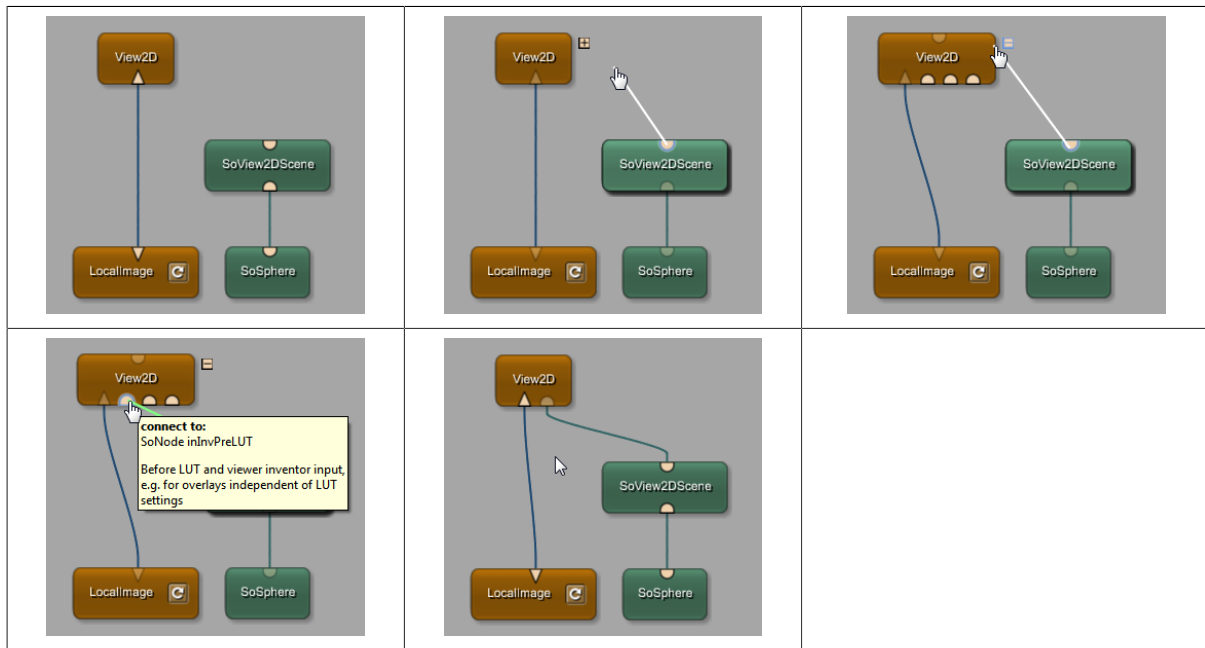 View2D
SoView2DScene
LocalImage
SoSphere
View2D
SoView2DScene
LocalImage
SoSphere
View2D
SoView2DScene
LocalImage
SoSphere
View2D
connect to:
SoNode inInvPreLUT
Before LUT and viewer inventor input,
e.g. for overlays independent of LUT
settings
LocalImage
SoSphere
View2D
SoView2DScene
LocalImage
SoSphere